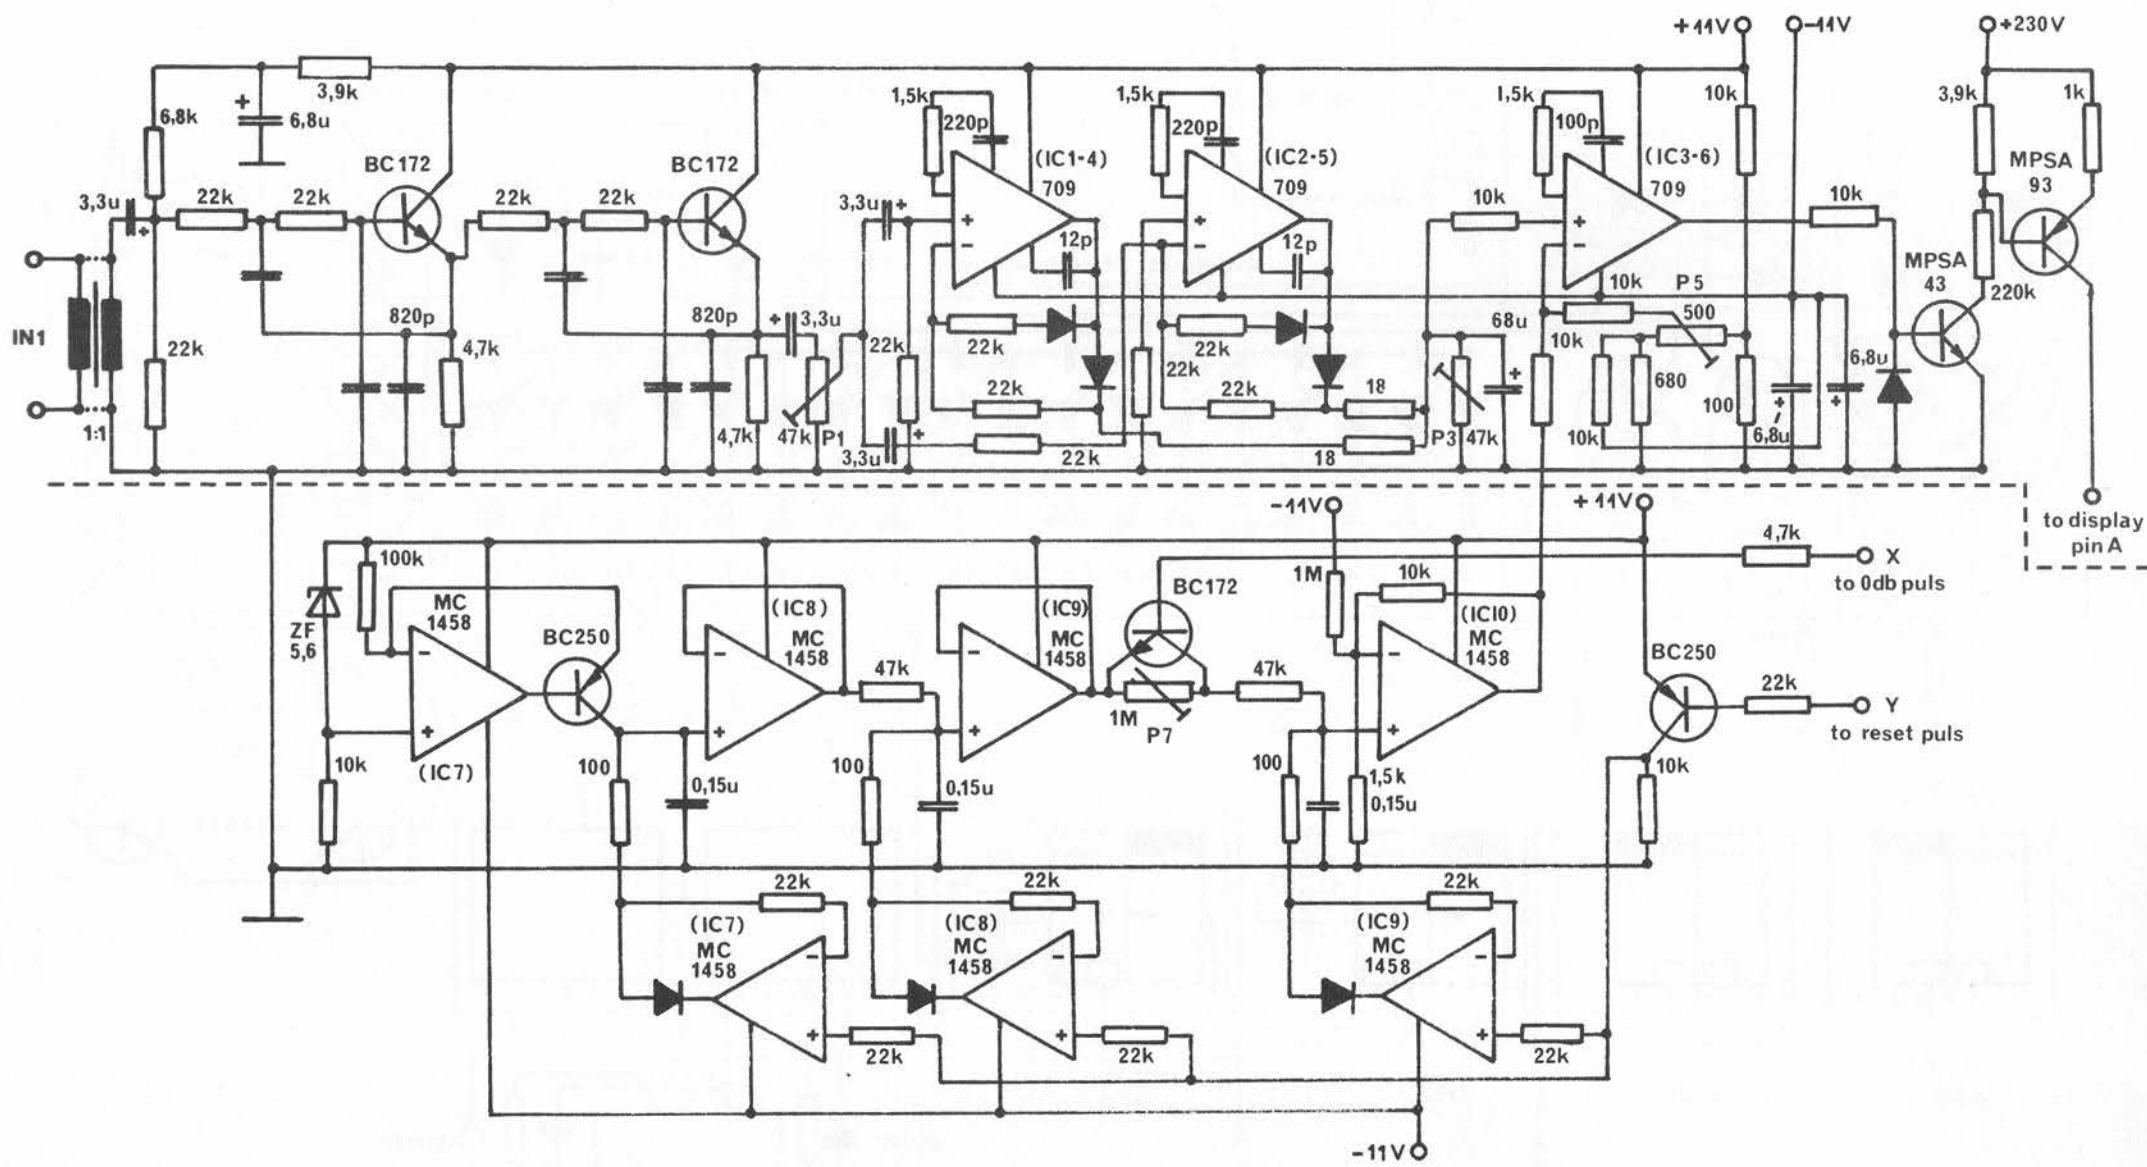 +11V
-11V
+230V
3,9k
6,8k
+
6,8u
1,5k
220p
1,5k
220p
1,5k
100p
10k
3,9k
1k
BC172
BC172
(IC1-4)
709
(IC2-5)
709
(IC3-6)
709
MPSA
93
3,3u
+
22k
22k
22k
22k
3,3u
+
+
-
12p
+
-
12p
10k
+
-
10k
MPSA
43
10k
P5
500
220k
IN1
1:1
22k
820p
4,7k
820p
+
3,3u
4,7k
47k
P1
22k
22k
22k
+
3,3u
22k
22k
22k
22k
18
18
68u
+
P3
47k
10k
10k
680
100
+
6,8u
6,8u
+
to display
pin A
-11V
+11V
4,7k
X
to 0db puls
100k
ZF
5,6
MC
1458
-
+
(IC7)
BC250
(IC8)
MC
1458
-
+
47k
(IC9)
MC
1458
-
+
BC172
1M
P7
47k
1M
10k
(IC10)
MC
1458
-
+
BC250
22k
Y
to reset puls
10k
100
0,15u
100
0,15u
100
1,5k
0,15u
10k
22k
(IC7)
MC
1458
-
+
22k
22k
(IC8)
MC
1458
-
+
22k
22k
(IC9)
MC
1458
-
+
22k
-11V